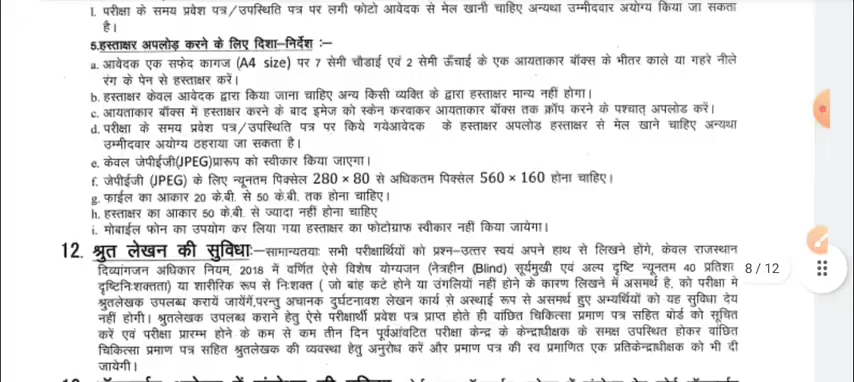 l. परीक्षा के समय प्रवेश पत्र/उपस्थिति पत्र पर लगी फोटो आवेदक से मेल खानी चाहिए अन्यथा उम्मीदवार अयोग्य किया जा सकता
है।
5.हस्ताक्षर अपलोड़ करने के लिए दिशा–निर्देश :–
a. आवेदक एक सफेद कागज (A4 size) पर 7 सेमी चौडाई एवं 2 सेमी ऊँचाई के एक आयताकार बॉक्स के भीतर काले या गहरे नीले
रंग के पेन से हस्ताक्षर करें।
b. हस्ताक्षर केवल आवेदक द्वारा किया जाना चाहिए अन्य किसी व्यक्ति के द्वारा हस्ताक्षर मान्य नहीं होगा।
c. आयताकार बॉक्स में हस्ताक्षर करने के बाद इमेज को स्केन करवाकर आयताकार बॉक्स तक क्रॉप करने के पश्चात् अपलोड करें।
d. परीक्षा के समय प्रवेश पत्र/उपस्थिति पत्र पर किये गयेआवेदक के हस्ताक्षर अपलोड हस्ताक्षर से मेल खाने चाहिए अन्यथा
उम्मीदवार अयोग्य ठहराया जा सकता है।
e. केवल जेपीईजी(JPEG)प्रारूप को स्वीकार किया जाएगा।
f. जेपीईजी (JPEG) के लिए न्यूनतम पिक्सेल 280 × 80 से अधिकतम पिक्सेल 560 × 160 होना चाहिए।
g. फाईल का आकार 20 के.बी. से 50 के.बी. तक होना चाहिए।
h. हस्ताक्षर का आकार 50 के.बी. से ज्यादा नहीं होना चाहिए
i. मोबाईल फोन का उपयोग कर लिया गया हस्ताक्षर का फोटोग्राफ स्वीकार नहीं किया जायेगा।
12. श्रुत लेखन की सुविधाः–सामान्यतयाः सभी परीक्षार्थियों को प्रश्न–उत्तर स्वयं अपने हाथ से लिखने होंगे, केवल राजस्थान
दिव्यांगजन अधिकार नियम, 2018 में वर्णित ऐसे विशेष योग्यजन (नेत्रहीन (Blind) सूर्यमुखी एवं अल्प दृष्टि न्यूनतम 40 प्रतिशत
दृष्टिनिःशक्तता) या शारीरिक रूप से निःशक्त ( जो बांह कटे होने या उंगलियाँ नहीं होने के कारण लिखने में असमर्थ है, को परीक्षा मे
श्रुतलेखक उपलब्ध करायें जायेंगें,परन्तु अचानक दुर्घटनावश लेखन कार्य से अस्थाई रूप से असमर्थ हुए अभ्यर्थियों को यह सुविधा देय
नहीं होगी। श्रुतलेखक उपलब्ध कराने हेतु ऐसे परीक्षार्थी प्रवेश पत्र प्राप्त होते ही वांछित चिकित्सा प्रमाण पत्र सहित बोर्ड को सूचित
करें एवं परीक्षा प्रारम्भ होने के कम से कम तीन दिन पूर्वआंवटित परीक्षा केन्द्र के केन्द्राधीक्षक के समक्ष उपस्थित होकर वांछित
चिकित्सा प्रमाण पत्र सहित श्रुतलेखक की व्यवस्था हेतु अनुरोध करें और प्रमाण पत्र की स्व प्रमाणित एक प्रतिकेन्द्राधीक्षक को भी दी
जायेगी।
8 / 12